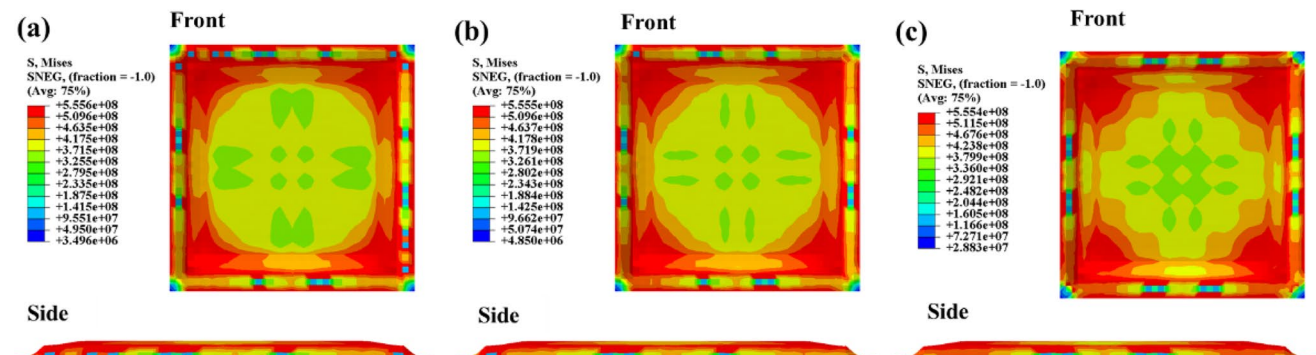 (a)
Front
S, Mises
SNEG, (fraction = -1.0)
(Avg: 75%)
+5.556e+08
+5.096e+08
+4.635e+08
+4.175e+08
+3.715e+08
+3.255e+08
+2.795e+08
+2.335e+08
+1.875e+08
+1.415e+08
+9.551e+07
+4.950e+07
+3.496e+06
Side
(b)
Front
S, Mises
SNEG, (fraction = -1.0)
(Avg: 75%)
+5.555e+08
+5.096e+08
+4.637e+08
+4.178e+08
+3.719e+08
+3.261e+08
+2.802e+08
+2.343e+08
+1.884e+08
+1.425e+08
+9.662e+07
+5.074e+07
+4.850e+06
Side
(c)
Front
S, Mises
SNEG, (fraction = -1.0)
(Avg: 75%)
+5.554e+08
+5.115e+08
+4.676e+08
+4.238e+08
+3.799e+08
+3.360e+08
+2.921e+08
+2.482e+08
+2.044e+08
+1.605e+08
+1.166e+08
+7.271e+07
+2.883e+07
Side